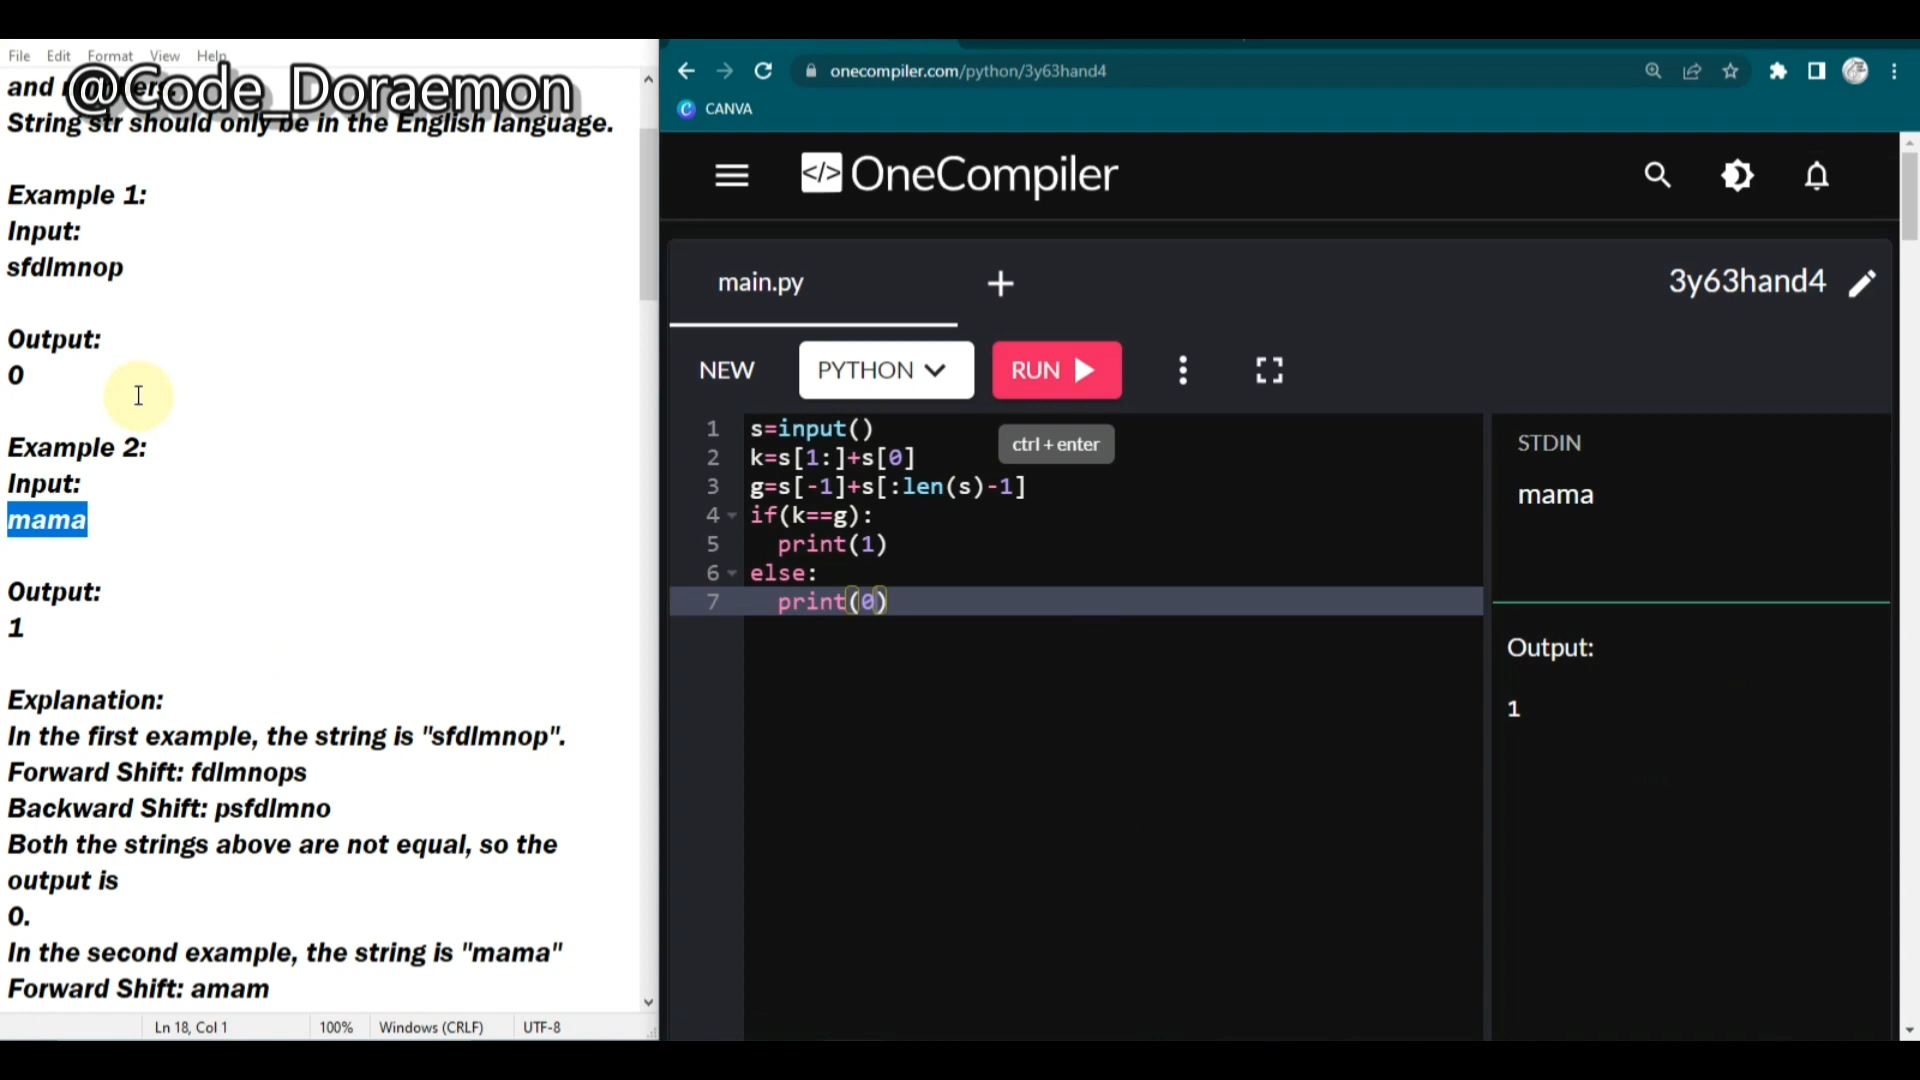 File Edit Format View Help
@Code_Doraemon
and numbers.
String str should only be in the English language.
Example 1:
Input:
sfdlmnop
Output:
0
Example 2:
Input:
mama
Output:
1
Explanation:
In the first example, the string is "sfdlmnop".
Forward Shift: fdlmnops
Backward Shift: psfdlmno
Both the strings above are not equal, so the
output is
0.
In the second example, the string is "mama"
Forward Shift: amam
Ln 18, Col 1 100% Windows (CRLF) UTF-8
onecompiler.com/python/3y63hand4
CANVA
</> OneCompiler
main.py
3y63hand4
NEW PYTHON RUN
ctrl + enter
1 s=input()
2 k=s[1:]+s[0]
3 g=s[-1]+s[:len(s)-1]
4 if(k==g):
5 print(1)
6 else:
7 print(0)
STDIN
mama
Output:
1